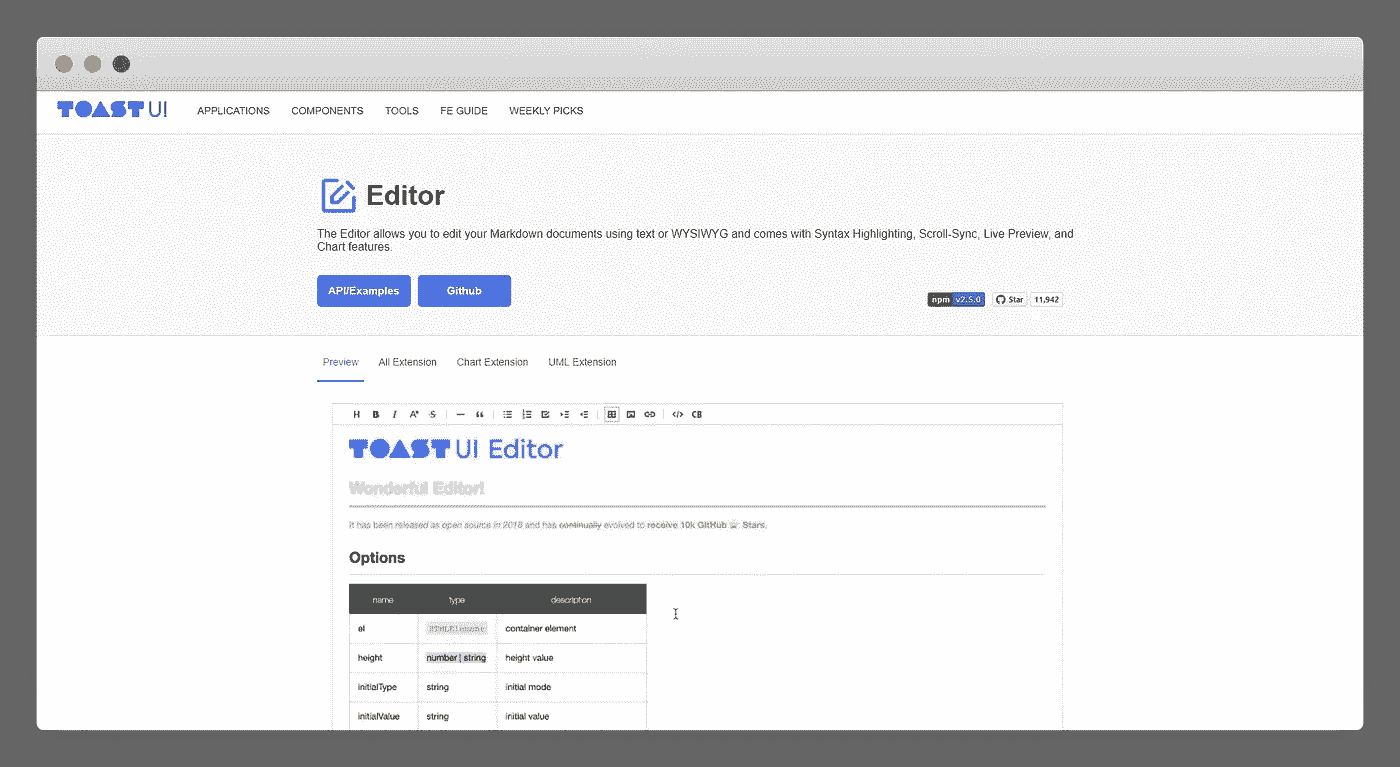 TOAST UI APPLICATIONS COMPONENTS TOOLS FE GUIDE WEEKLY PICKS
Editor
The Editor allows you to edit your Markdown documents using text or WYSIWYG and comes with Syntax Highlighting, Scroll-Sync, Live Preview, and
Chart features.
API/Examples Github
npm v2.5.0 Star 11,942
Preview All Extension Chart Extension UML Extension
H B I S “ </> CB
TOAST UI Editor
Wonderful Editor!
It has been released as open source in 2018 and has continually evolved to receive 10k GitHub ⭐ Stars.
Options
name type description
el container element
height number | string height value
initialType string initial mode
initialValue string initial value